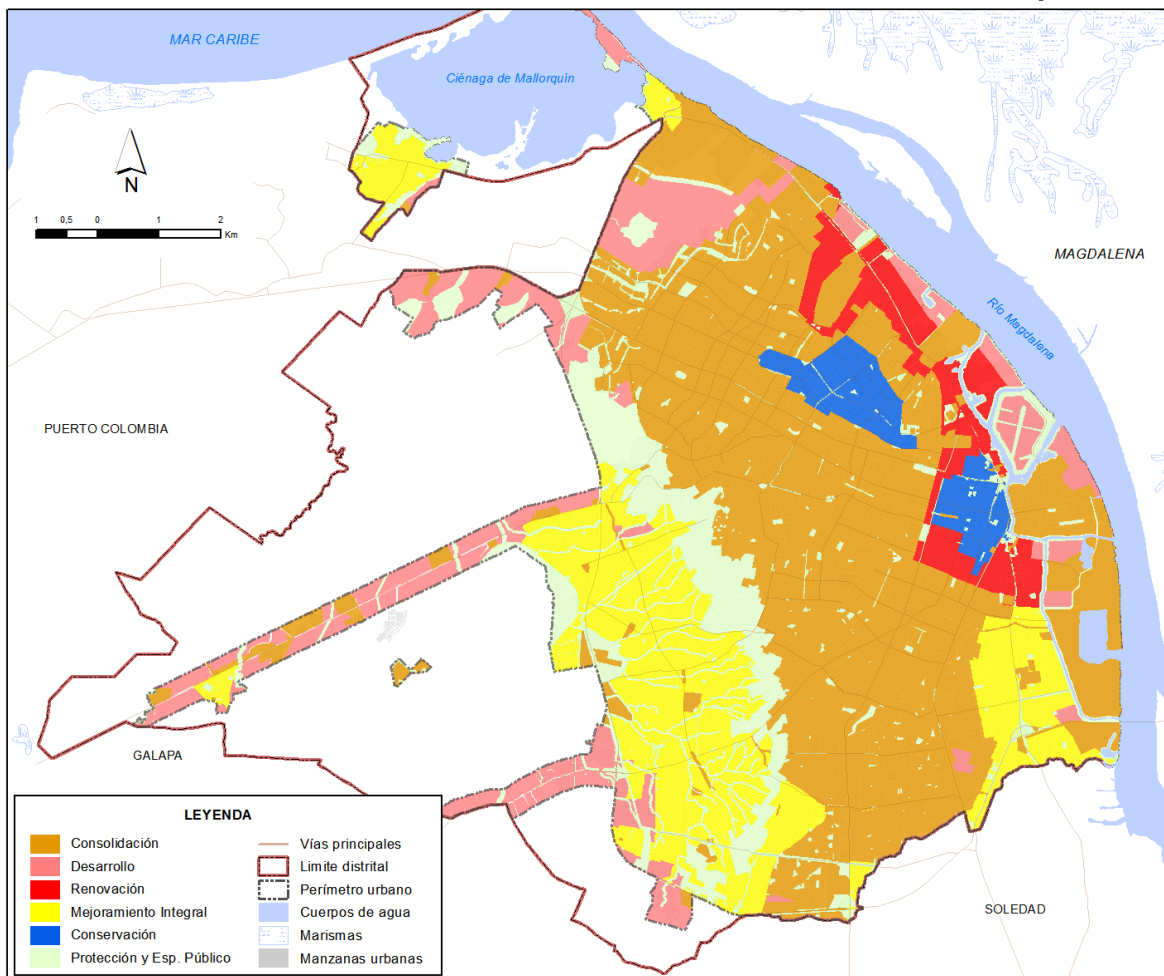 MAR CARIBE
Ciénaga de Mallorquin
N
1 0,5 0 1 2
Km
MAGDALENA
Río Magdalena
PUERTO COLOMBIA
GALAPA
SOLEDAD
LEYENDA
Consolidación
Desarrollo
Renovación
Mejoramiento Integral
Conservación
Protección y Esp. Público
Vías principales
Limite distrital
Perímetro urbano
Cuerpos de agua
Marismas
Manzanas urbanas